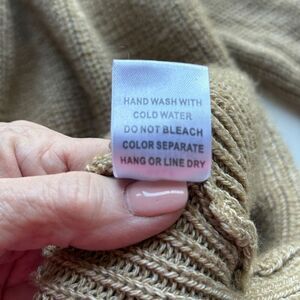 HAND WASH WITH
COLD WATER
DO NOT BLEACH
COLOR SEPARATE
HANG OR LINE DRY